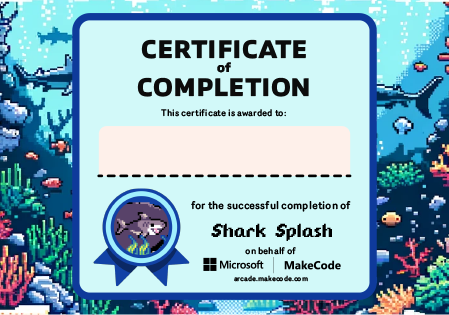 CERTIFICATE
of
COMPLETION
This certificate is awarded to:
for the successful completion of
Shark Splash
on behalf of
Microsoft | MakeCode
arcade.makecode.com